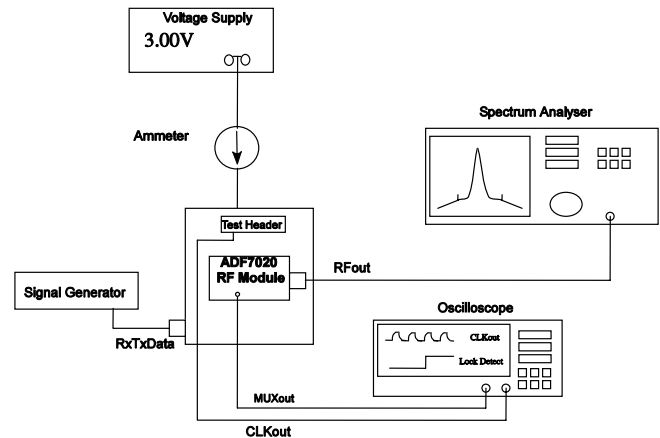 Voltage Supply
3.00V
Spectrum Analyser
Ammeter
Test Header
ADF7020
RF Module
RFout
Signal Generator
Oscilloscope
RxTxData
CLKout
Lock Detect
MUXout
CLKout